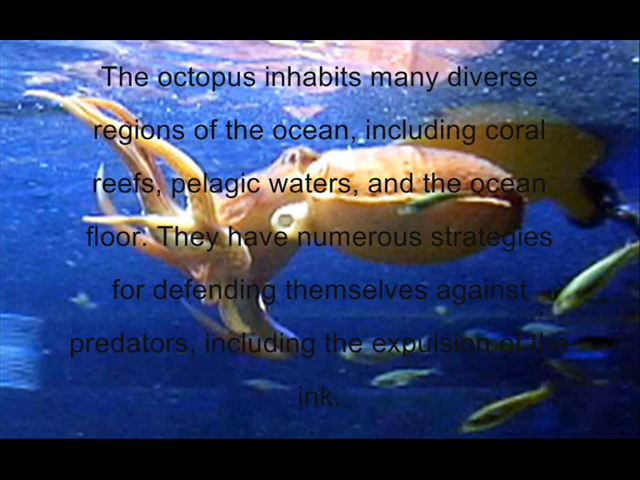 The octopus inhabits many diverse
regions of the ocean, including coral
reefs, pelagic waters, and the ocean
floor. They have numerous strategies
for defending themselves against
predators, including the expulsion of the
ink.